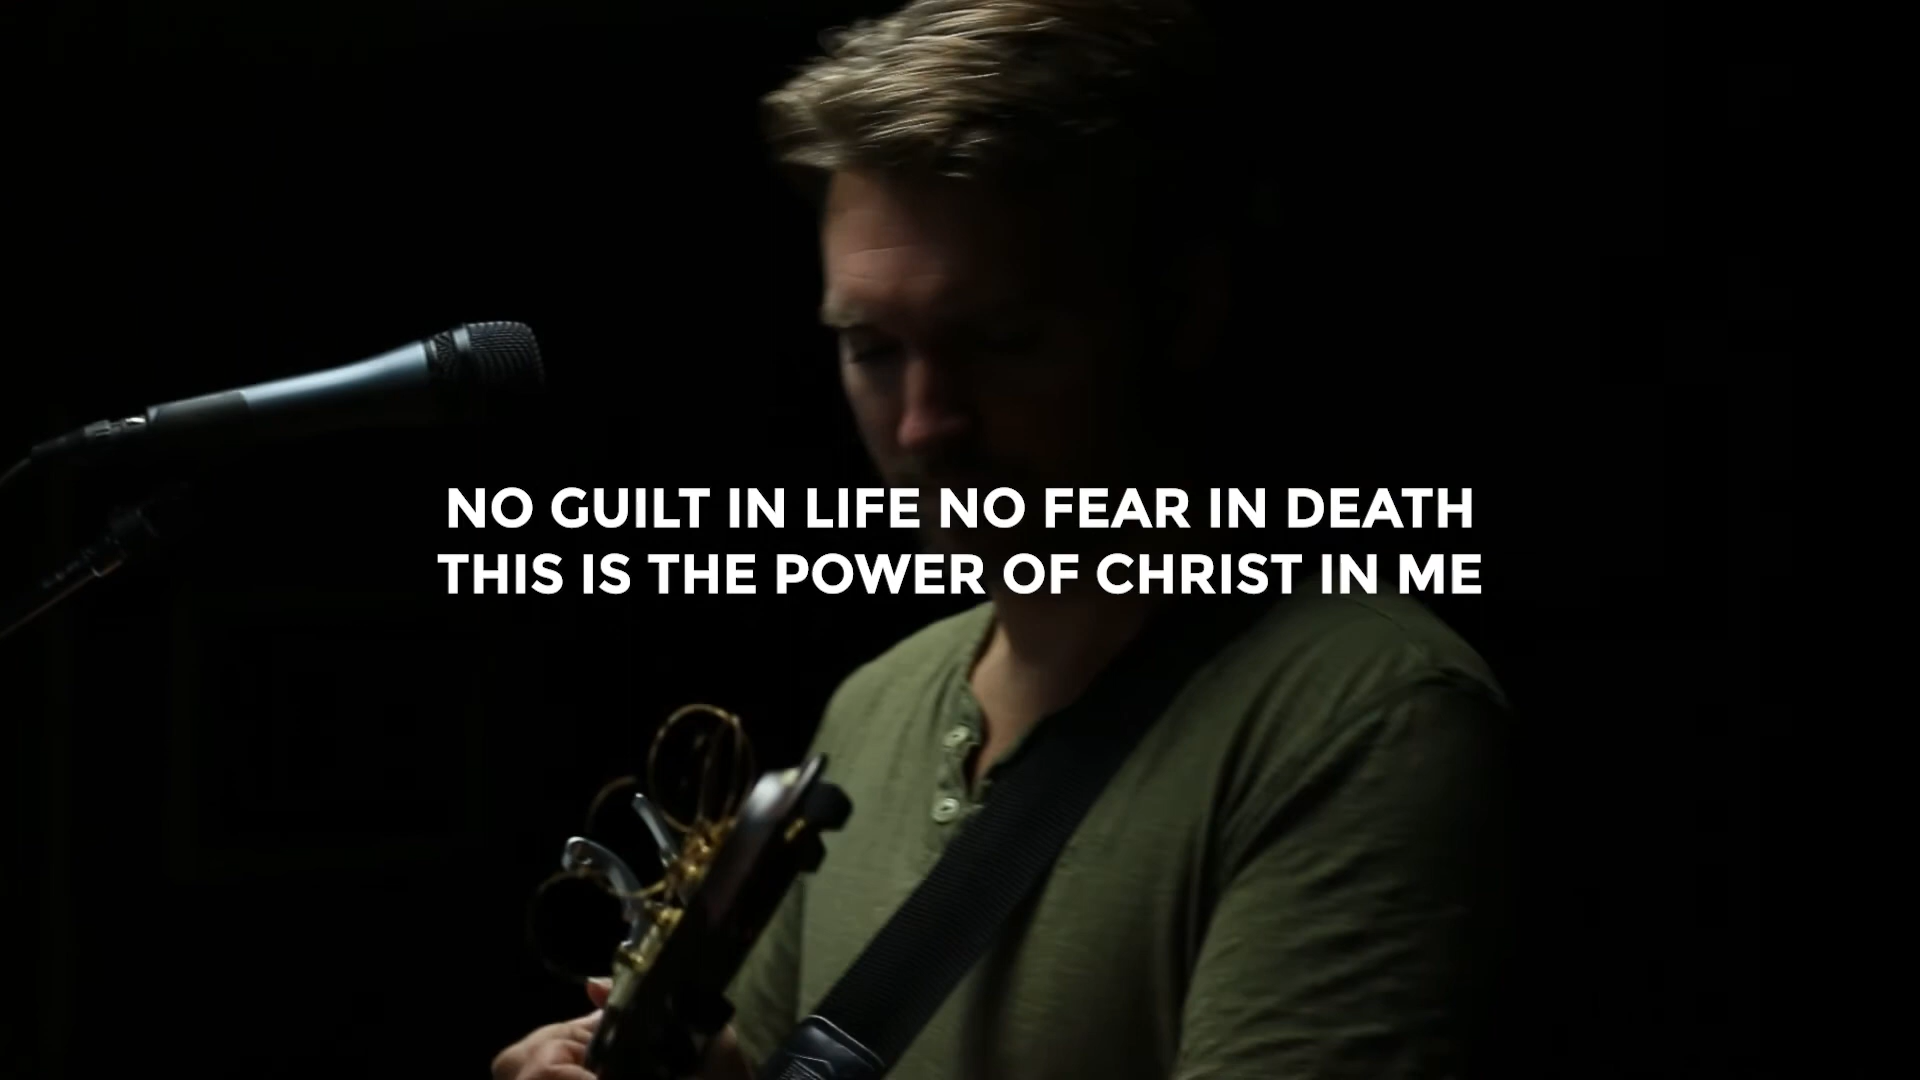 NO GUILT IN LIFE NO FEAR IN DEATH
THIS IS THE POWER OF CHRIST IN ME